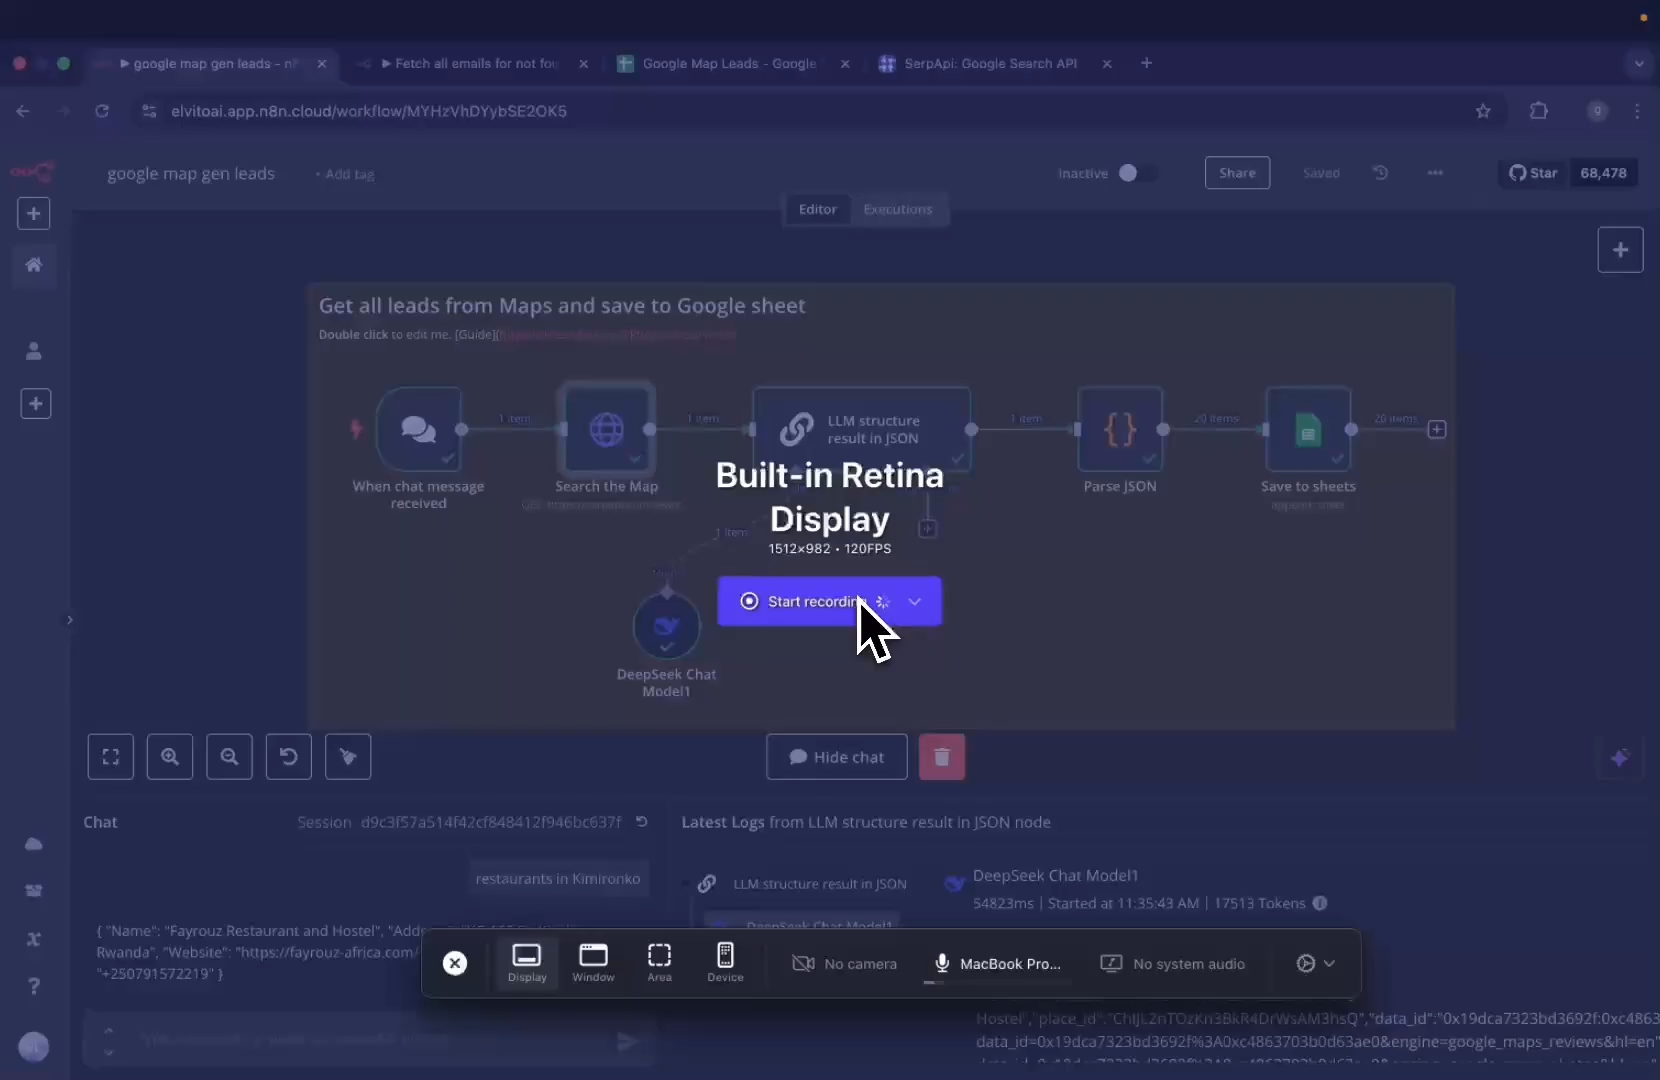 google map gen leads - n8
Fetch all emails for not fou
Google Map Leads - Google
SerpApi: Google Search API
elvitoai.app.n8n.cloud/workflow/MYHzVhDYybSE2OK5
google map gen leads
+ Add tag
Inactive
Share
Saved
Star
68,478
Editor
Executions
Get all leads from Maps and save to Google sheet
Double click to edit me. [Guide](
1 item
1 item
1 item
20 items
20 items
LLM structure
result in JSON
When chat message
received
Search the Map
Parse JSON
Save to sheets
Built-in Retina
Display
1512×982 • 120FPS
1 item
Start recording
DeepSeek Chat
Model1
Hide chat
Chat
Session d9c3f57a514f42cf848412f946bc637f
Latest Logs from LLM structure result in JSON node
restaurants in Kimironko
LLM structure result in JSON
DeepSeek Chat Model1
54823ms | Started at 11:35:43 AM | 17513 Tokens
DeepSeek Chat Model1
{ "Name": "Fayrouz Restaurant and Hostel", "Addre
Rwanda", "Website": "https://fayrouz-africa.com/
"+250791572219" }
Display
Window
Area
Device
No camera
MacBook Pro...
No system audio
Hostel","place_id":"ChIJL2nTOzKn3BkR4DrWsAM3hsQ","data_id":"0x19dca7323bd3692f:0xc4863
data_id=0x19dca7323bd3692f%3A0xc4863703b0d63ae0&engine=google_maps_reviews&hl=en"